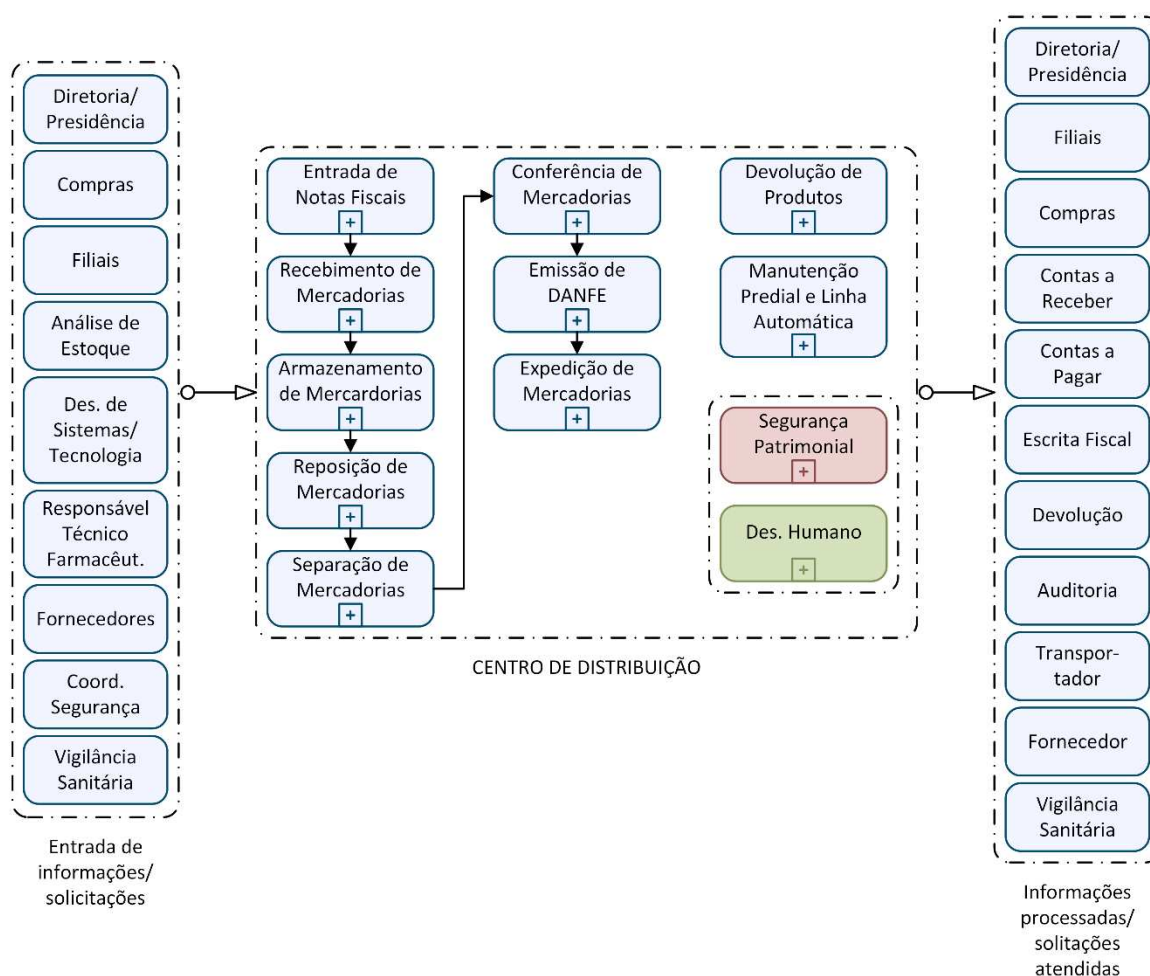 Diretoria/
Presidência
Compras
Filiais
Análise de
Estoque
Des. de
Sistemas/
Tecnologia
Responsável
Técnico
Farmacêut.
Fornecedores
Coord.
Segurança
Vigilância
Sanitária
Entrada de
informações/
solicitações
Entrada de
Notas Fiscais
+
Recebimento de
Mercadorias
+
Armazenamento
de Mercardorias
+
Reposição de
Mercadorias
+
Separação de
Mercadorias
+
Conferência de
Mercadorias
+
Emissão de
DANFE
+
Expedição de
Mercadorias
+
Devolução de
Produtos
+
Manutenção
Predial e Linha
Automática
+
Segurança
Patrimonial
+
Des. Humano
+
CENTRO DE DISTRIBUIÇÃO
Diretoria/
Presidência
Filiais
Compras
Contas a
Receber
Contas a
Pagar
Escrita Fiscal
Devolução
Auditoria
Transpor-
tador
Fornecedor
Vigilância
Sanitária
Informações
processadas/
solitações
atendidas